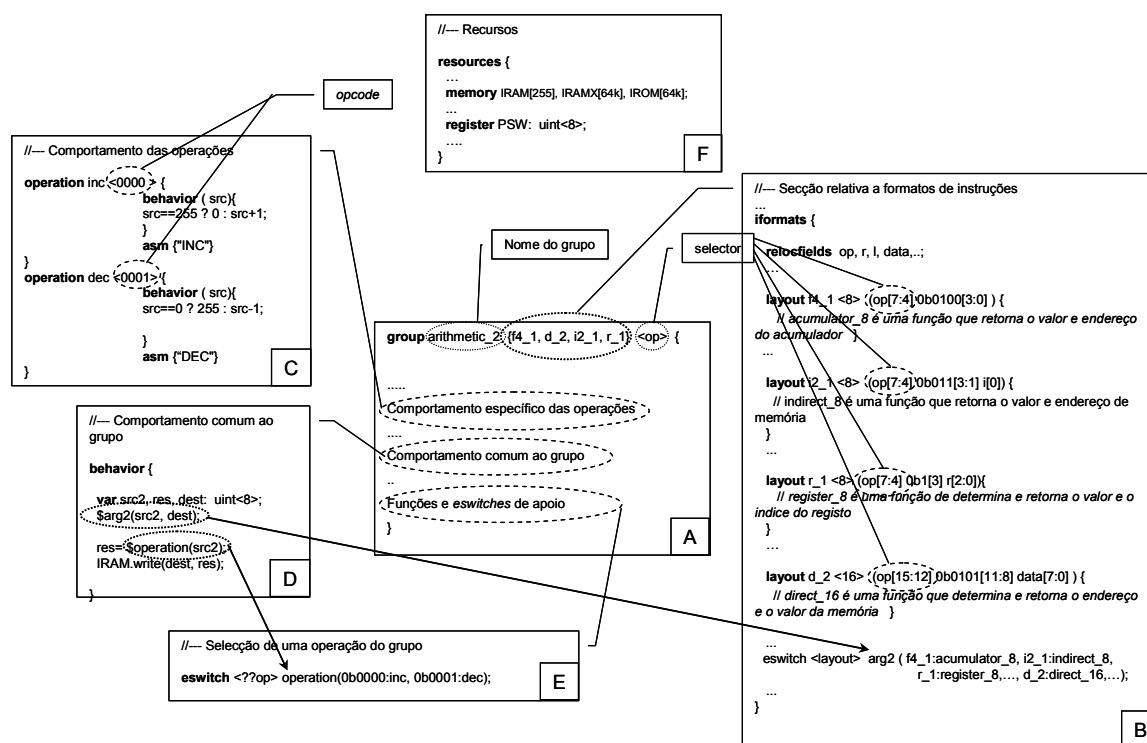 //--- Recursos
resources {
...
memory IRAM[255], IRAMX[64k], IROM[64k];
...
register PSW: uint<8>;
....
}
F
opcode
//--- Comportamento das operações
operation inc <0000> {
behavior ( src){
src==255 ? 0 : src+1;
}
asm {"INC"}
}
operation dec <0001> {
behavior ( src){
src==0 ? 255 : src-1;
}
asm {"DEC"}
}
C
Nome do grupo
selector
group arithmetic_2: {f4_1, d_2, i2_1, r_1}: <op> {
.....
Comportamento específico das operações
....
Comportamento comum ao grupo
..
Funções e eswitches de apoio
}
A
//--- Comportamento comum ao
grupo
behavior {
var src2, res, dest: uint<8>;
$arg2(src2, dest);
res= $operation(src2);
IRAM.write(dest, res);
}
D
//--- Selecção de uma operação do grupo
eswitch <??op> operation(0b0000:inc, 0b0001:dec);
E
//--- Secção relativa a formatos de instruções
...
iformats {
relocfields op, r, l, data,..;
...
layout f4_1 <8> (op[7:4] 0b0100[3:0] ) {
// acumulator_8 é uma função que retorna o valor e endereço
do acumulador }
...
layout i2_1 <8> (op[7:4] 0b011[3:1] i[0]) {
// indirect_8 é uma função que retorna o valor e endereço de
memória
}
...
layout r_1 <8> (op[7:4] 0b1[3] r[2:0]){
// register_8 é uma função de determina e retorna o valor e o
indice do registo
}
...
layout d_2 <16> (op[15:12] 0b0101[11:8] data[7:0] ) {
// direct_16 é uma função que determina e retorna o endereço
e o valor da memória }
...
eswitch <layout> arg2 ( f4_1:acumulator_8, i2_1:indirect_8,
r_1:register_8,…, d_2:direct_16,…);
...
}
B